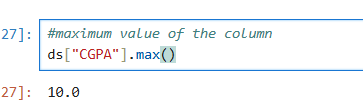 27]: #maximum value of the column
ds["CGPA"].max()
27]: 10.0